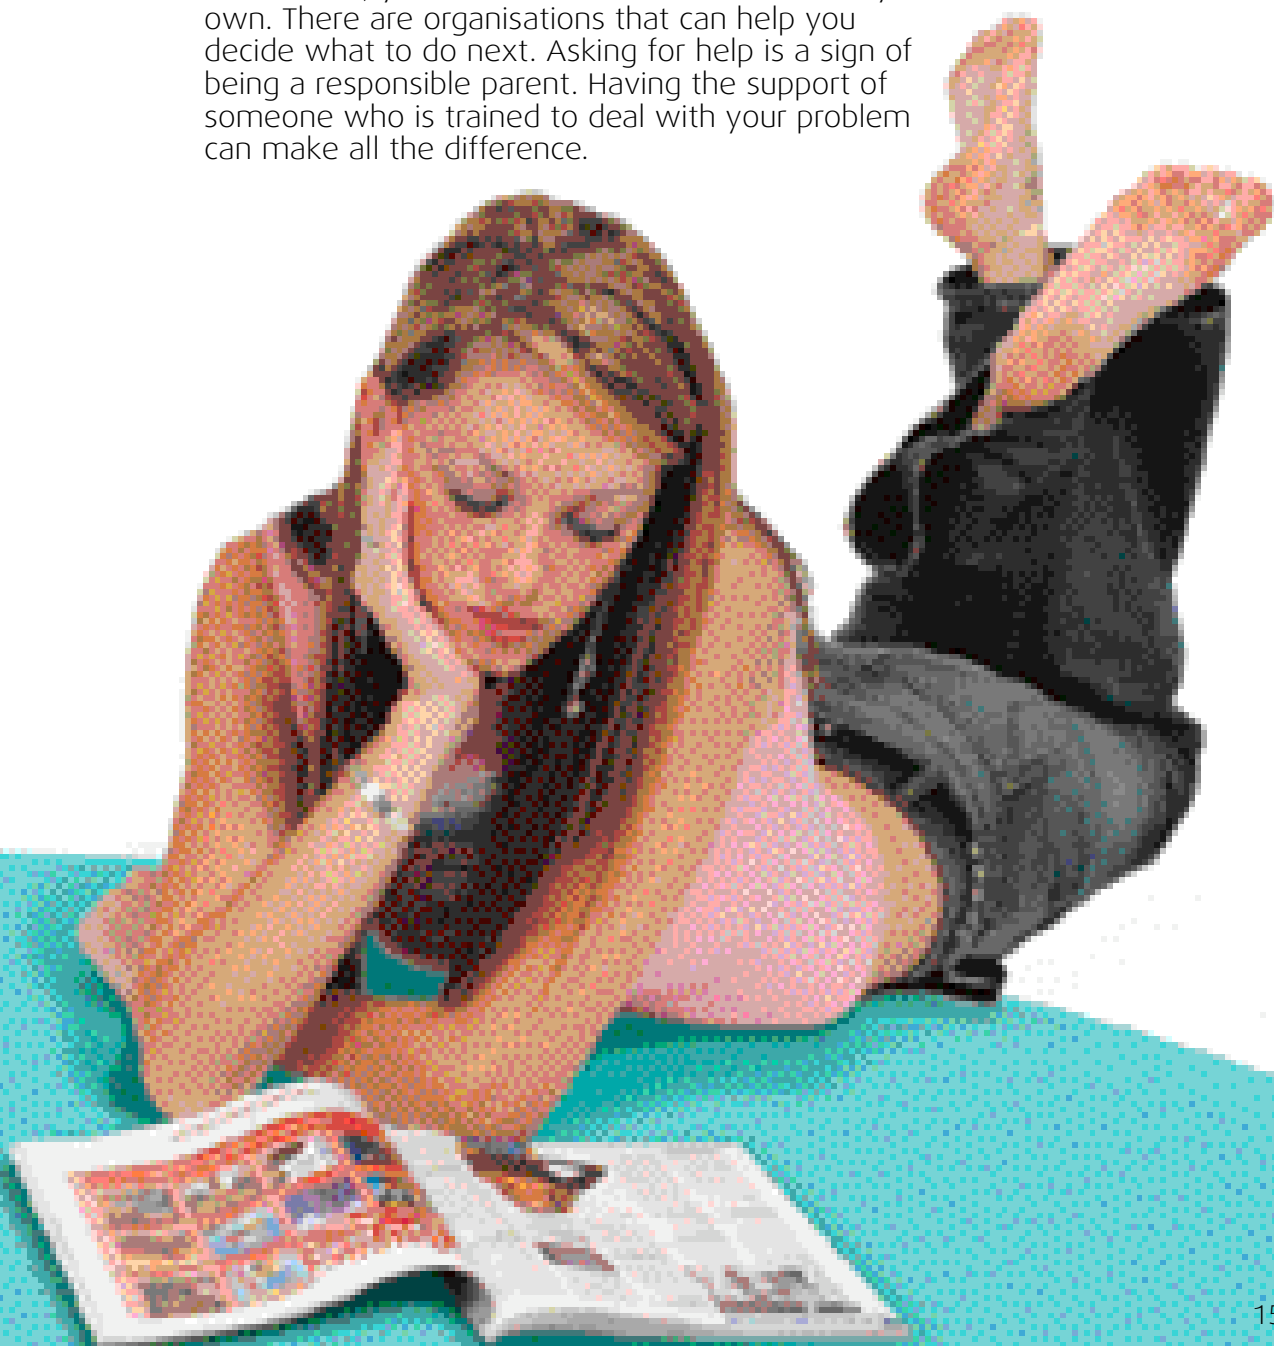 own. There are organisations that can help you
decide what to do next. Asking for help is a sign of
being a responsible parent. Having the support of
someone who is trained to deal with your problem
can make all the difference.
15